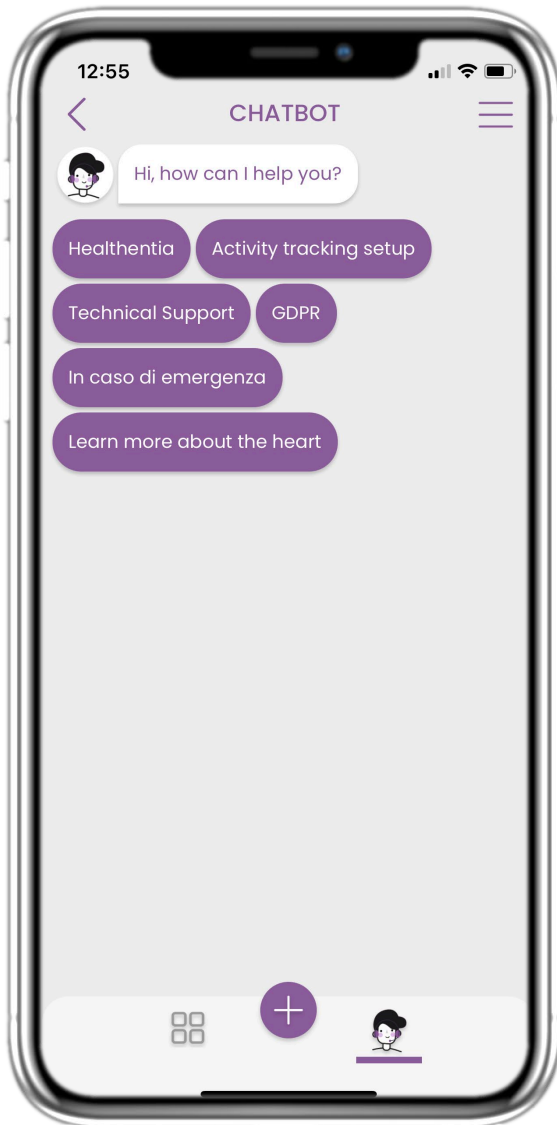 12:55
CHATBOT
Hi, how can I help you?
Healthentia Activity tracking setup
Technical Support GDPR
In caso di emergenza
Learn more about the heart